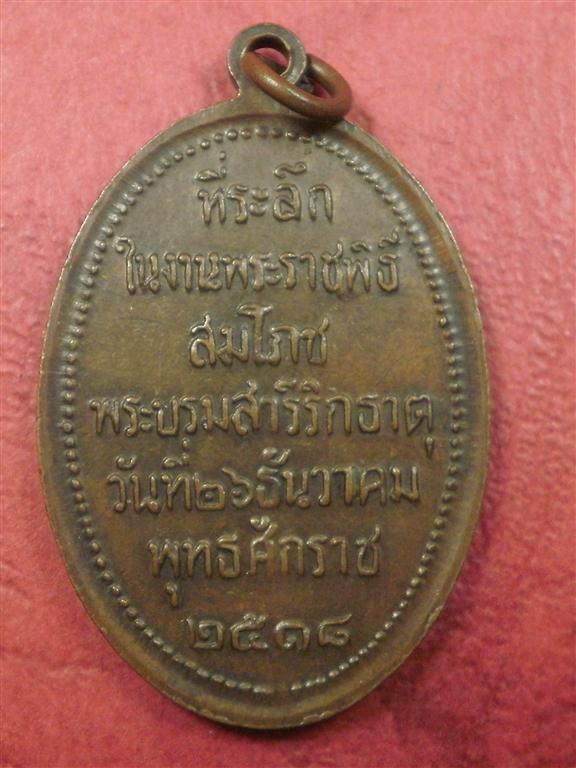 ที่ระลึก
ในงานพระราชพิธี
สมโภช
พระบรมสารีริกธาตุ
วันที่๒๖ธันวาคม
พุทธศักราช
๒๕๑๘